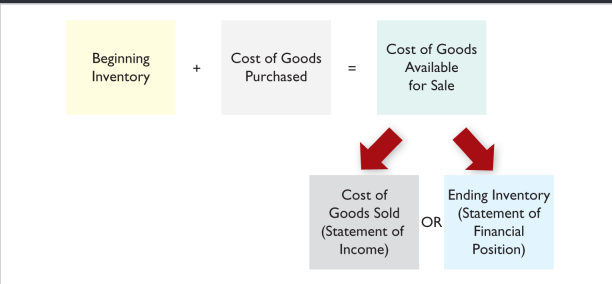 Beginning
Inventory
+
Cost of Goods
Purchased
=
Cost of Goods
Available
for Sale
Cost of
Goods Sold
(Statement of
Income)
OR
Ending Inventory
(Statement of
Financial
Position)